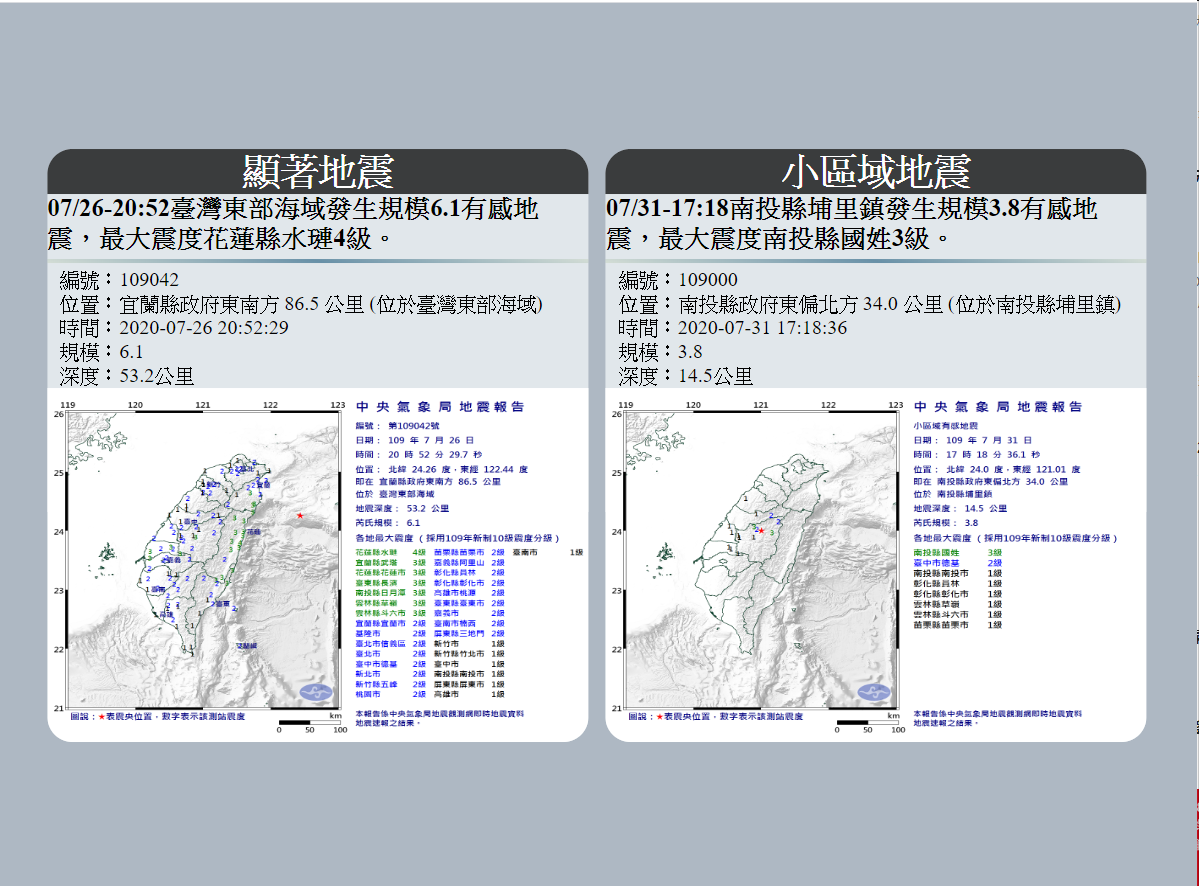 顯著地震
07/26-20:52臺灣東部海域發生規模6.1有感地
震，最大震度花蓮縣水璉4級。
編號：109042
位置：宜蘭縣政府東南方 86.5 公里 (位於臺灣東部海域)
時間：2020-07-26 20:52:29
規模：6.1
深度：53.2公里
119 120 121 122 123
26
25
24
23
22
21
中央氣象局地震報告
編號： 第109042號
日期： 109 年 7 月 26 日
時間： 20 時 52 分 29.7 秒
位置： 北緯 24.26 度，東經 122.44 度
即在 宜蘭縣政府東南方 86.5 公里
位於 臺灣東部海域
地震深度： 53.2 公里
芮氏規模： 6.1
各地最大震度（採用109年新制10級震度分級）
花蓮縣水璉 4級 苗栗縣苗栗市 2級 臺南市 1級
宜蘭縣武塔 3級 嘉義縣阿里山 2級
花蓮縣花蓮市 3級 彰化縣員林 2級
臺東縣長濱 3級 彰化縣彰化市 2級
南投縣日月潭 3級 高雄市桃源 2級
雲林縣草嶺 3級 臺東縣臺東市 2級
雲林縣斗六市 3級 嘉義市 2級
宜蘭縣宜蘭市 2級 臺南市楠西 2級
基隆市 2級 屏東縣三地門 2級
臺北市信義區 2級 新竹市 1級
臺北市 2級 新竹縣竹北市 1級
臺中市德基 2級 臺中市 1級
新北市 2級 南投縣南投市 1級
新竹縣五峰 2級 屏東縣屏東市 1級
桃園市 2級 高雄市 1級
本報告係中央氣象局地震觀測網即時地震資料
地震速報之結果。
圖說：★表震央位置，數字表示該測站震度
km
0 50 100
小區域地震
07/31-17:18南投縣埔里鎮發生規模3.8有感地
震，最大震度南投縣國姓3級。
編號：109000
位置：南投縣政府東偏北方 34.0 公里 (位於南投縣埔里鎮)
時間：2020-07-31 17:18:36
規模：3.8
深度：14.5公里
119 120 121 122 123
26
25
24
23
22
21
中央氣象局地震報告
小區域有感地震
日期： 109 年 7 月 31 日
時間： 17 時 18 分 36.1 秒
位置： 北緯 24.0 度，東經 121.01 度
即在 南投縣政府東偏北方 34.0 公里
位於 南投縣埔里鎮
地震深度： 14.5 公里
芮氏規模： 3.8
各地最大震度（採用109年新制10級震度分級）
南投縣國姓 3級
臺中市德基 2級
南投縣南投市 1級
彰化縣員林 1級
彰化縣彰化市 1級
雲林縣草嶺 1級
雲林縣斗六市 1級
苗栗縣苗栗市 1級
本報告係中央氣象局地震觀測網即時地震資料
地震速報之結果。
圖說：★表震央位置，數字表示該測站震度
km
0 50 100